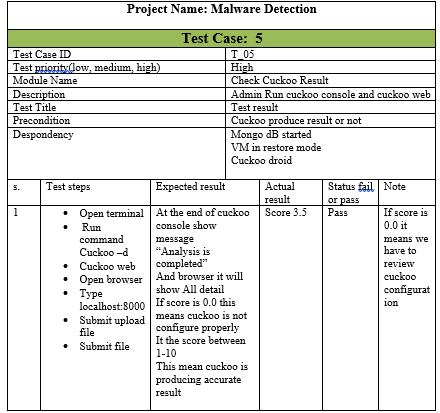 Project Name: Malware Detection
Test Case: 5
Test Case ID T_05
Test priority(low, medium, high) High
Module Name Check Cuckoo Result
Description Admin Run cuckoo console and cuckoo web
Test Title Test result
Precondition Cuckoo produce result or not
Despondency Mongo dB started
VM in restore mode
Cuckoo droid
s. Test steps Expected result Actual result Status fail or pass Note
1
• Open terminal
• Run
command
Cuckoo –d
• Cuckoo web
• Open browser
• Type
localhost:8000
• Submit upload
file
• Submit file
At the end of cuckoo
console show
message
“Analysis is
completed”
And browser it will
show All detail
If score is 0.0 this
means cuckoo is not
configure properly
It the score between
1-10
This mean cuckoo is
producing accurate
result
Score 3.5
Pass
If score is
0.0 it
means we
have to
review
cuckoo
configurat
ion